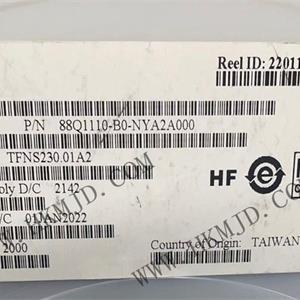 Reel ID: 22011
P/N 88Q1110-B0-NYA2A000
TFNS230.01A2
bly D/C 2142
/C 01JAN2022
HF e
2000
Country of Origin: TAIWAN
WWW.HKMJD.COM